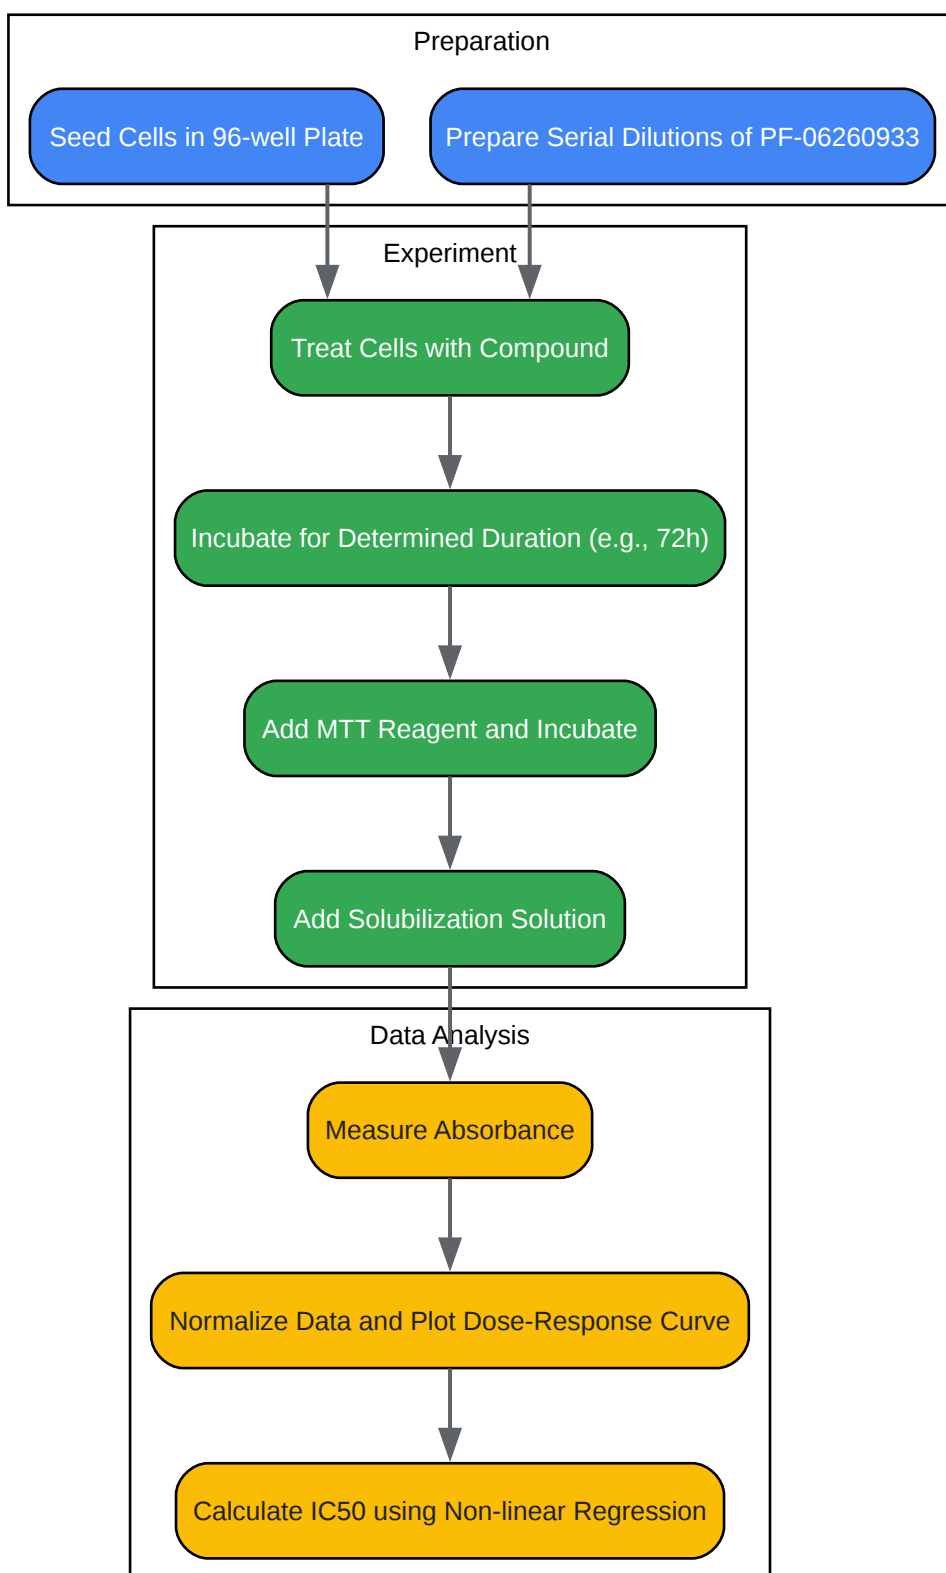 Preparation
Seed Cells in 96-well Plate
Prepare Serial Dilutions of PF-06260933
Experiment
Treat Cells with Compound
Incubate for Determined Duration (e.g., 72h)
Add MTT Reagent and Incubate
Add Solubilization Solution
Data Analysis
Measure Absorbance
Normalize Data and Plot Dose-Response Curve
Calculate IC50 using Non-linear Regression